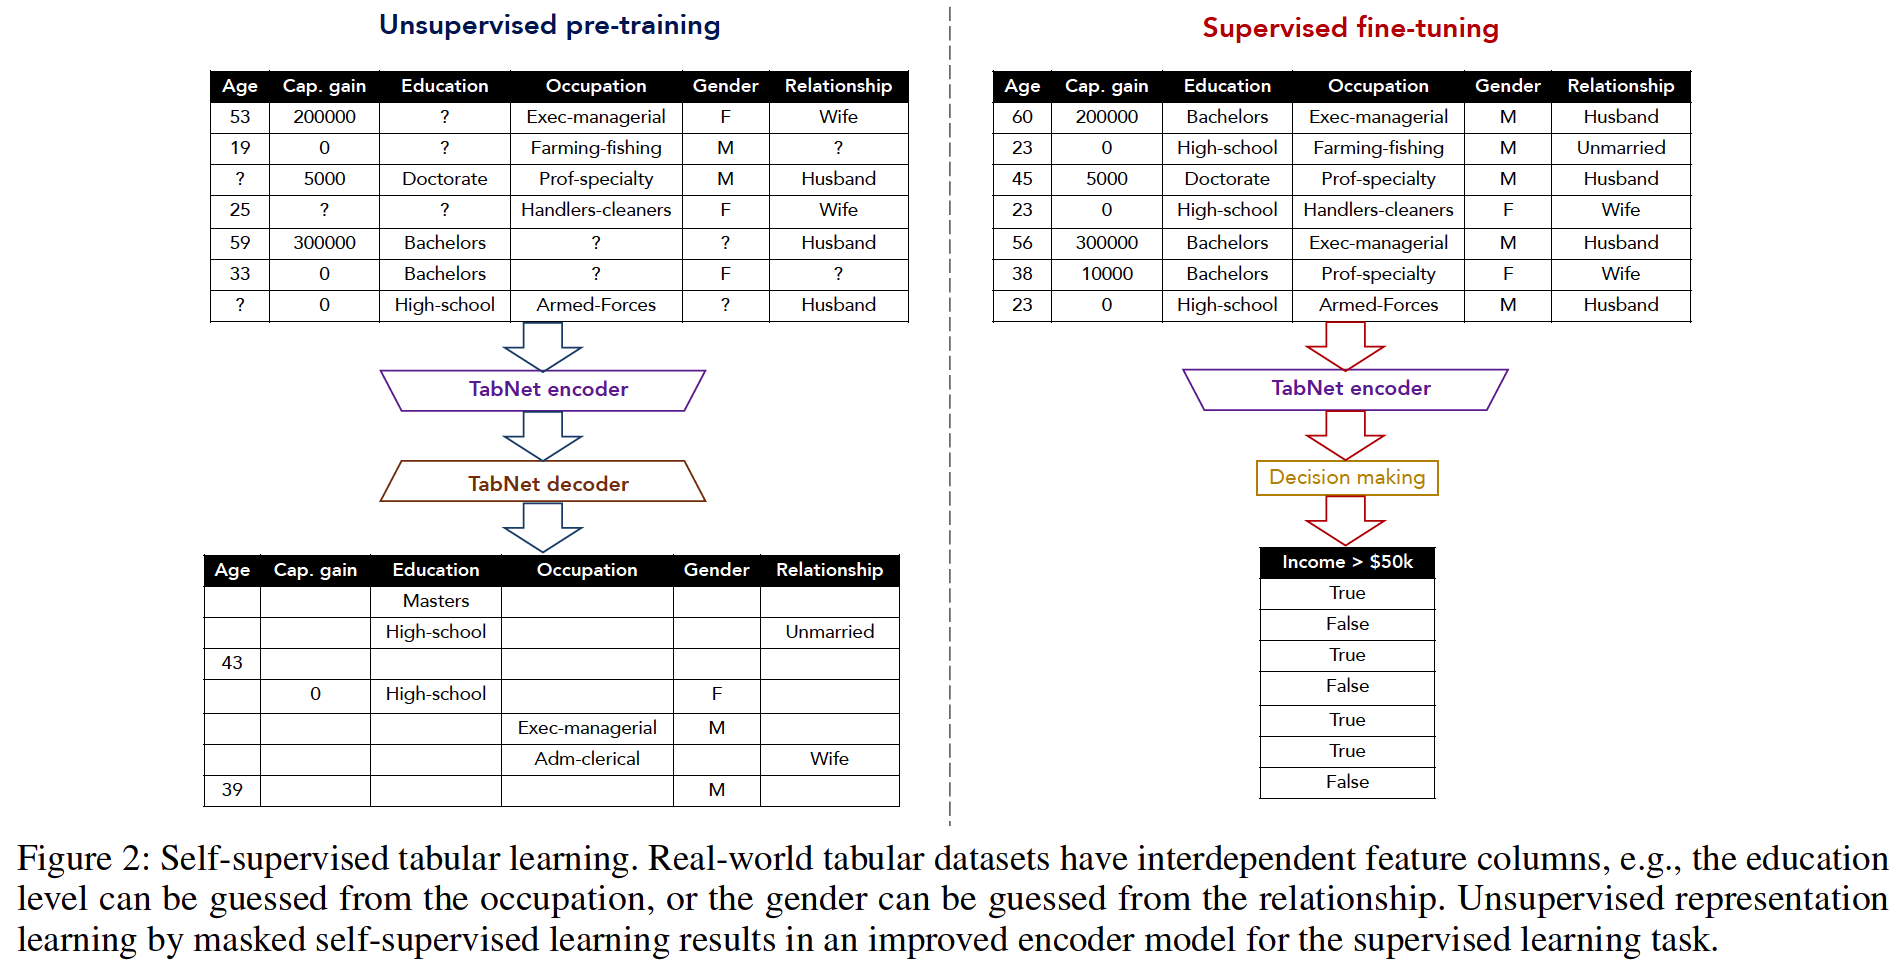 Unsupervised pre-training
Age Cap. gain Education Occupation Gender Relationship
53 200000 ? Exec-managerial F Wife
19 0 ? Farming-fishing M ?
? 5000 Doctorate Prof-specialty M Husband
25 ? ? Handlers-cleaners F Wife
59 300000 Bachelors ? ? Husband
33 0 Bachelors ? F ?
? 0 High-school Armed-Forces ? Husband
TabNet encoder
TabNet decoder
Age Cap. gain Education Occupation Gender Relationship
Masters
High-school Unmarried
43
0 High-school F
Exec-managerial M
Adm-clerical Wife
39 M
Supervised fine-tuning
Age Cap. gain Education Occupation Gender Relationship
60 200000 Bachelors Exec-managerial M Husband
23 0 High-school Farming-fishing M Unmarried
45 5000 Doctorate Prof-specialty M Husband
23 0 High-school Handlers-cleaners F Wife
56 300000 Bachelors Exec-managerial M Husband
38 10000 Bachelors Prof-specialty F Wife
23 0 High-school Armed-Forces M Husband
TabNet encoder
Decision making
Income > $50k
True
False
True
False
True
True
False
Figure 2: Self-supervised tabular learning. Real-world tabular datasets have interdependent feature columns, e.g., the education
level can be guessed from the occupation, or the gender can be guessed from the relationship. Unsupervised representation
learning by masked self-supervised learning results in an improved encoder model for the supervised learning task.